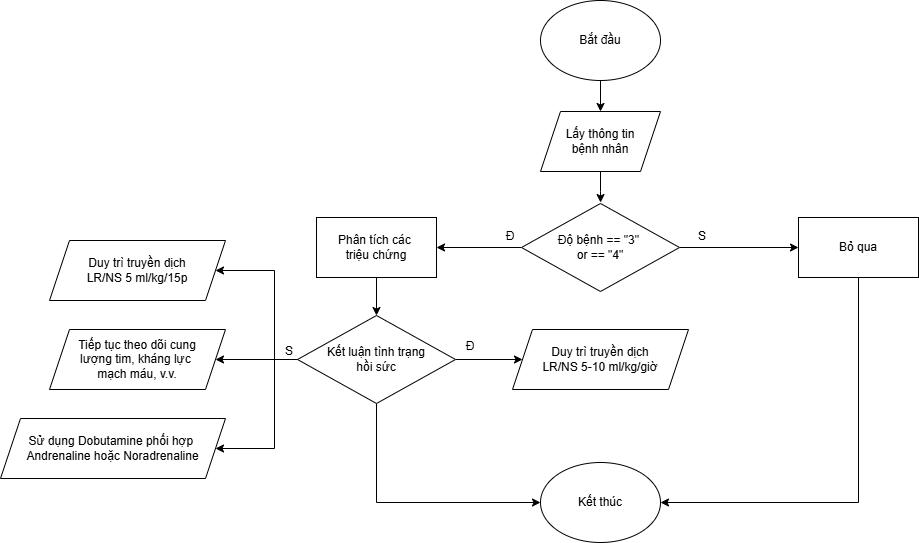 Bắt đầu
Lấy thông tin
bệnh nhân
Độ bệnh == "3"
or == "4"
Đ
S
Phân tích các
triệu chứng
Bỏ qua
Duy trì truyền dịch
LR/NS 5 ml/kg/15p
Tiếp tục theo dõi cung
lượng tim, kháng lực
mạch máu, v.v.
S
Kết luận tình trạng
hồi sức
Đ
Duy trì truyền dịch
LR/NS 5-10 ml/kg/giờ
Sử dụng Dobutamine phối hợp
Andrenaline hoặc Noradrenaline
Kết thúc